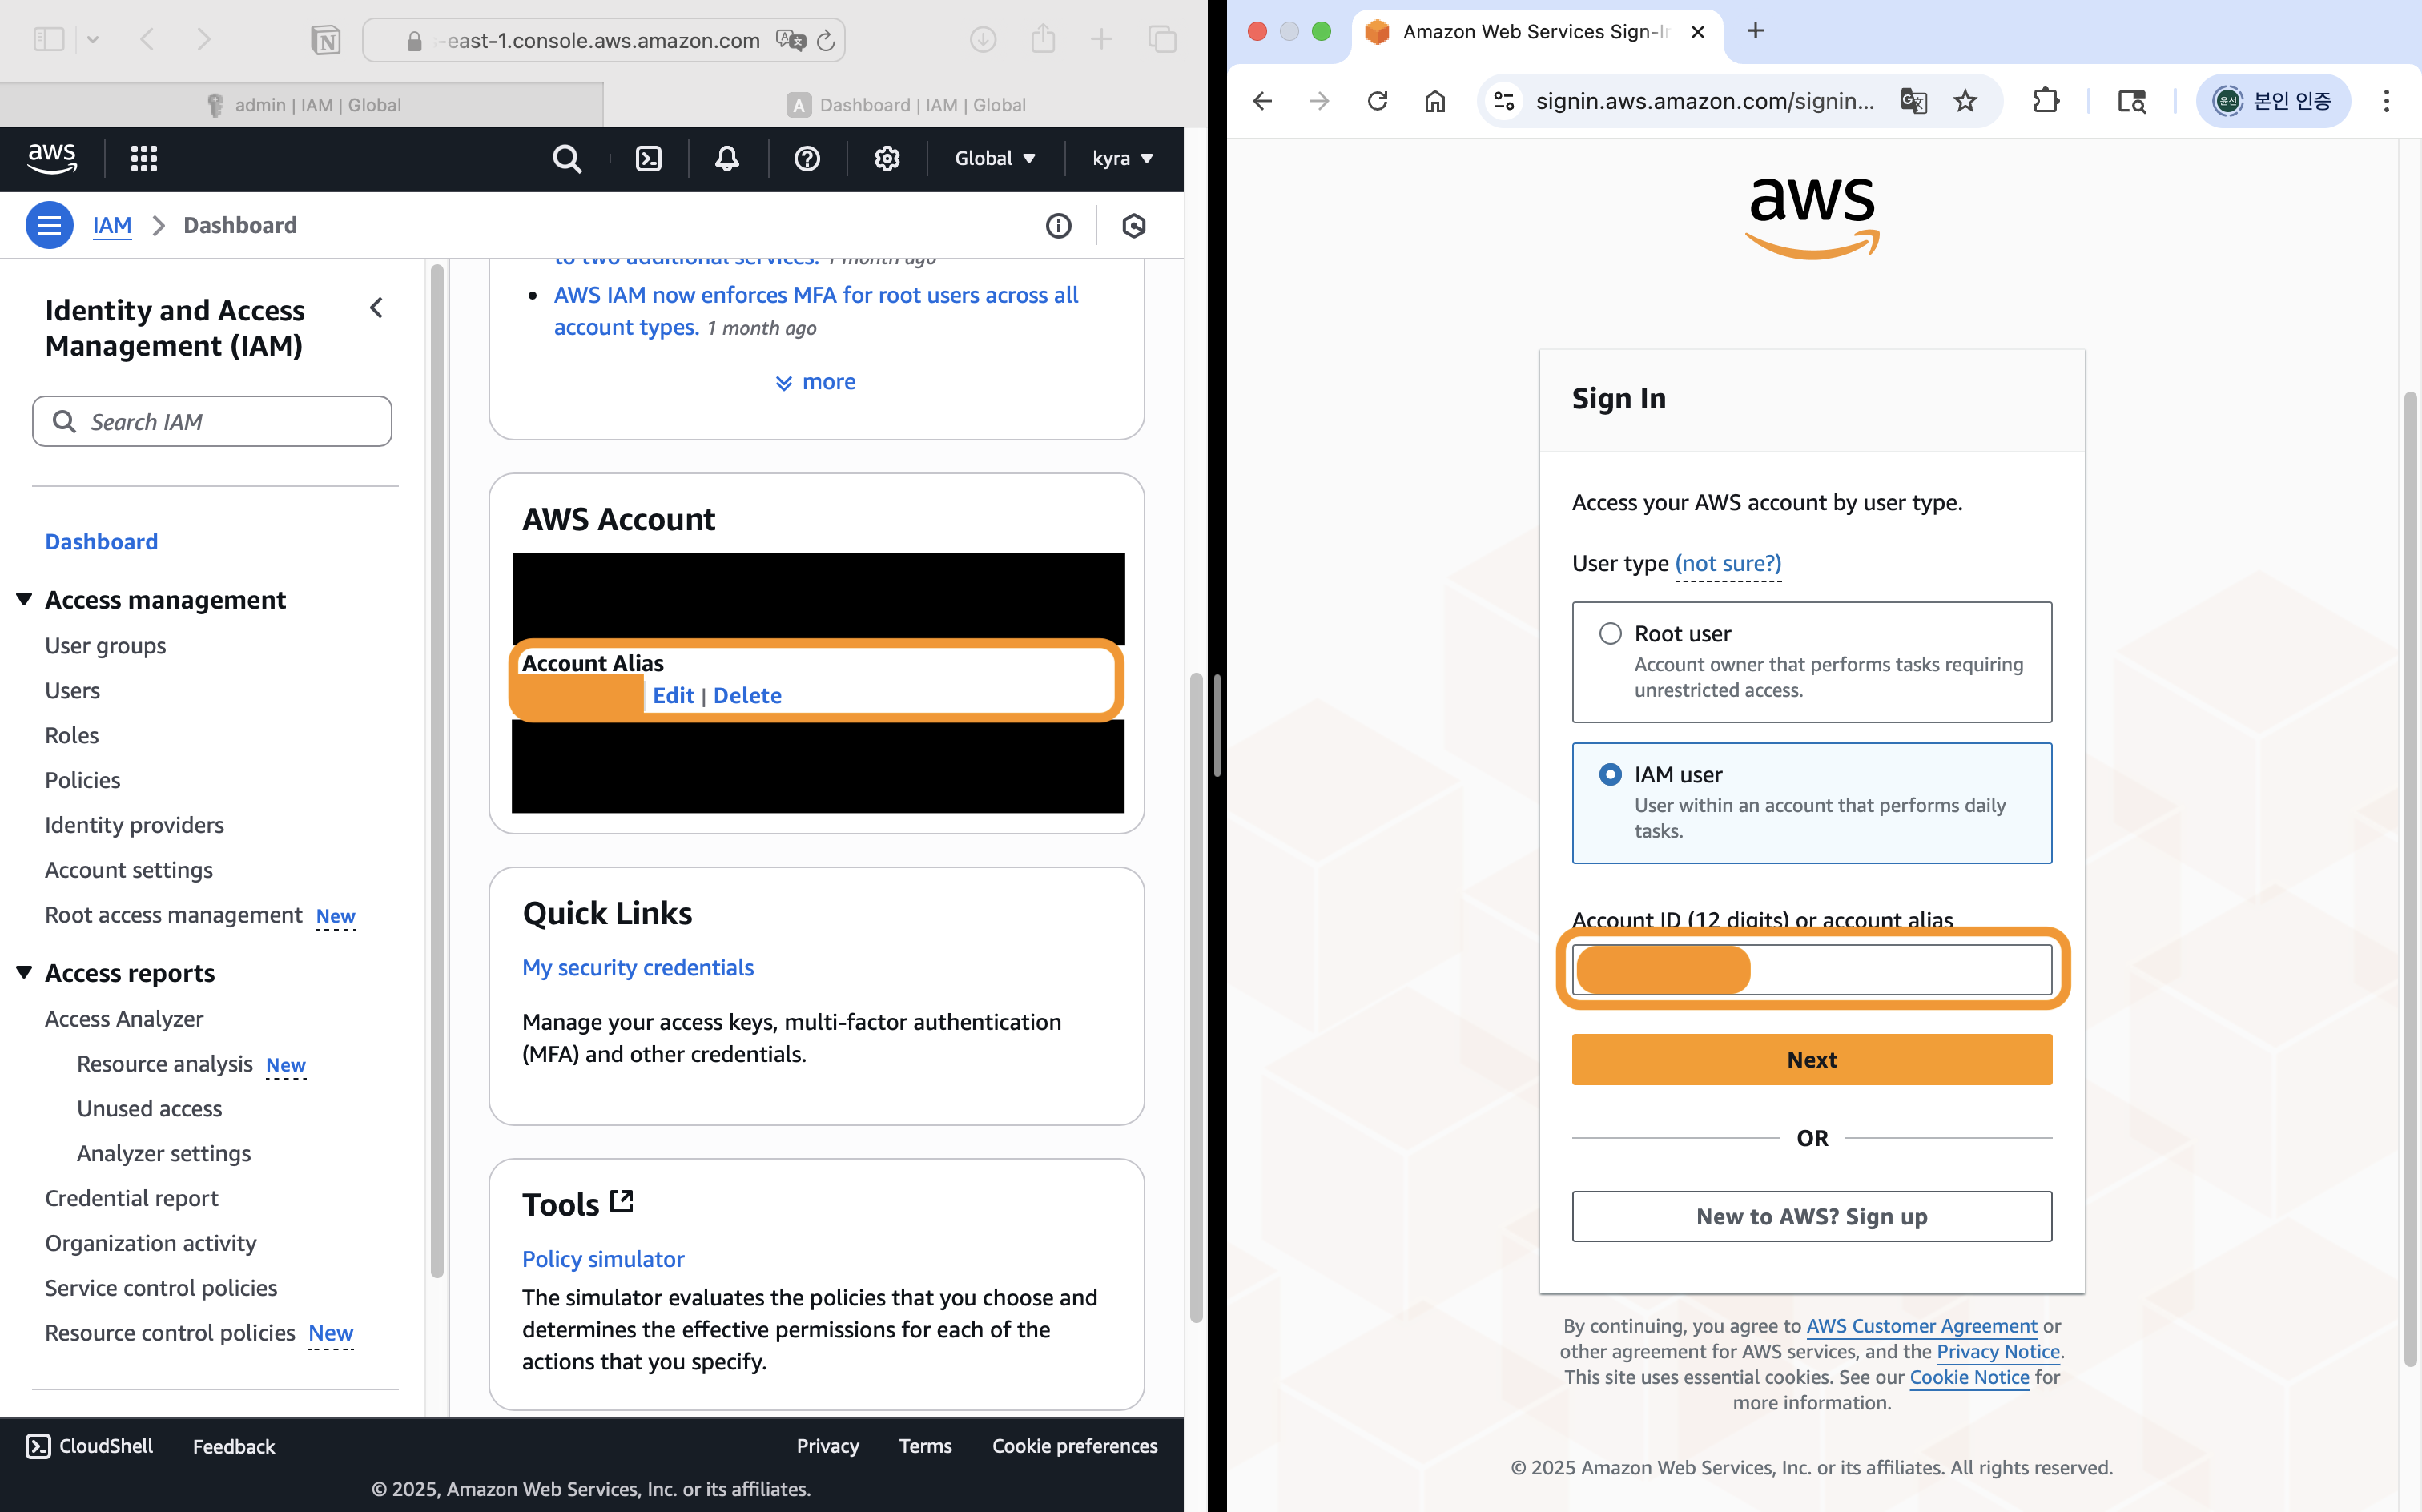 -east-1.console.aws.amazon.com
admin | IAM | Global
A Dashboard | IAM | Global
aws
Global
kyra
IAM
Dashboard
Identity and Access
Management (IAM)
Search IAM
Dashboard
Access management
User groups
Users
Roles
Policies
Identity providers
Account settings
Root access management New
Access reports
Access Analyzer
Resource analysis New
Unused access
Analyzer settings
Credential report
Organization activity
Service control policies
Resource control policies New
to two additional services. 1 month ago
AWS IAM now enforces MFA for root users across all
account types. 1 month ago
more
AWS Account
Account Alias
Edit | Delete
Quick Links
My security credentials
Manage your access keys, multi-factor authentication
(MFA) and other credentials.
Tools
Policy simulator
The simulator evaluates the policies that you choose and
determines the effective permissions for each of the
actions that you specify.
CloudShell
Feedback
Privacy
Terms
Cookie preferences
© 2025, Amazon Web Services, Inc. or its affiliates.
Amazon Web Services Sign-In
signin.aws.amazon.com/signin...
윤선
본인 인증
aws
Sign In
Access your AWS account by user type.
User type (not sure?)
Root user
Account owner that performs tasks requiring
unrestricted access.
IAM user
User within an account that performs daily
tasks.
Account ID (12 digits) or account alias
Next
OR
New to AWS? Sign up
By continuing, you agree to AWS Customer Agreement or
other agreement for AWS services, and the Privacy Notice.
This site uses essential cookies. See our Cookie Notice for
more information.
© 2025 Amazon Web Services, Inc. or its affiliates. All rights reserved.